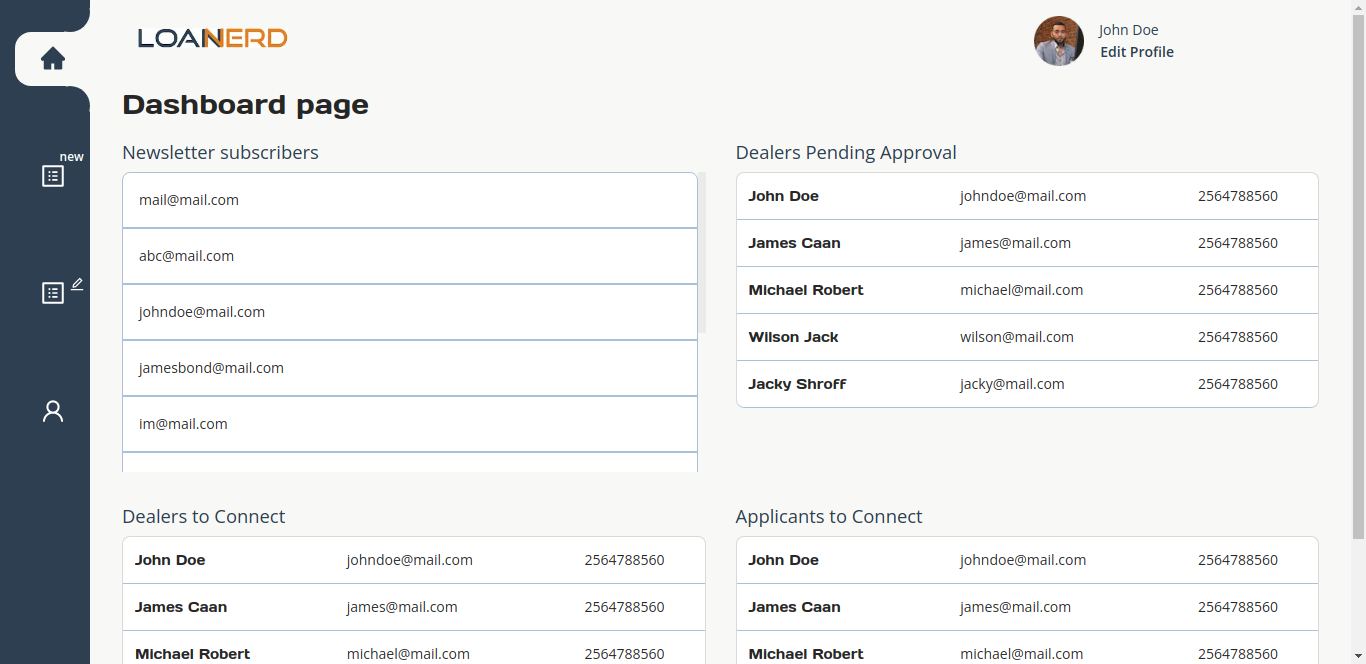 LOANERD
John Doe
Edit Profile
Dashboard page
new
Newsletter subscribers
mail@mail.com
abc@mail.com
johndoe@mail.com
jamesbond@mail.com
im@mail.com
Dealers Pending Approval
John Doe johndoe@mail.com 2564788560
James Caan james@mail.com 2564788560
Michael Robert michael@mail.com 2564788560
Wilson Jack wilson@mail.com 2564788560
Jacky Shroff jacky@mail.com 2564788560
Dealers to Connect
John Doe johndoe@mail.com 2564788560
James Caan james@mail.com 2564788560
Michael Robert michael@mail.com 2564788560
Applicants to Connect
John Doe johndoe@mail.com 2564788560
James Caan james@mail.com 2564788560
Michael Robert michael@mail.com 2564788560